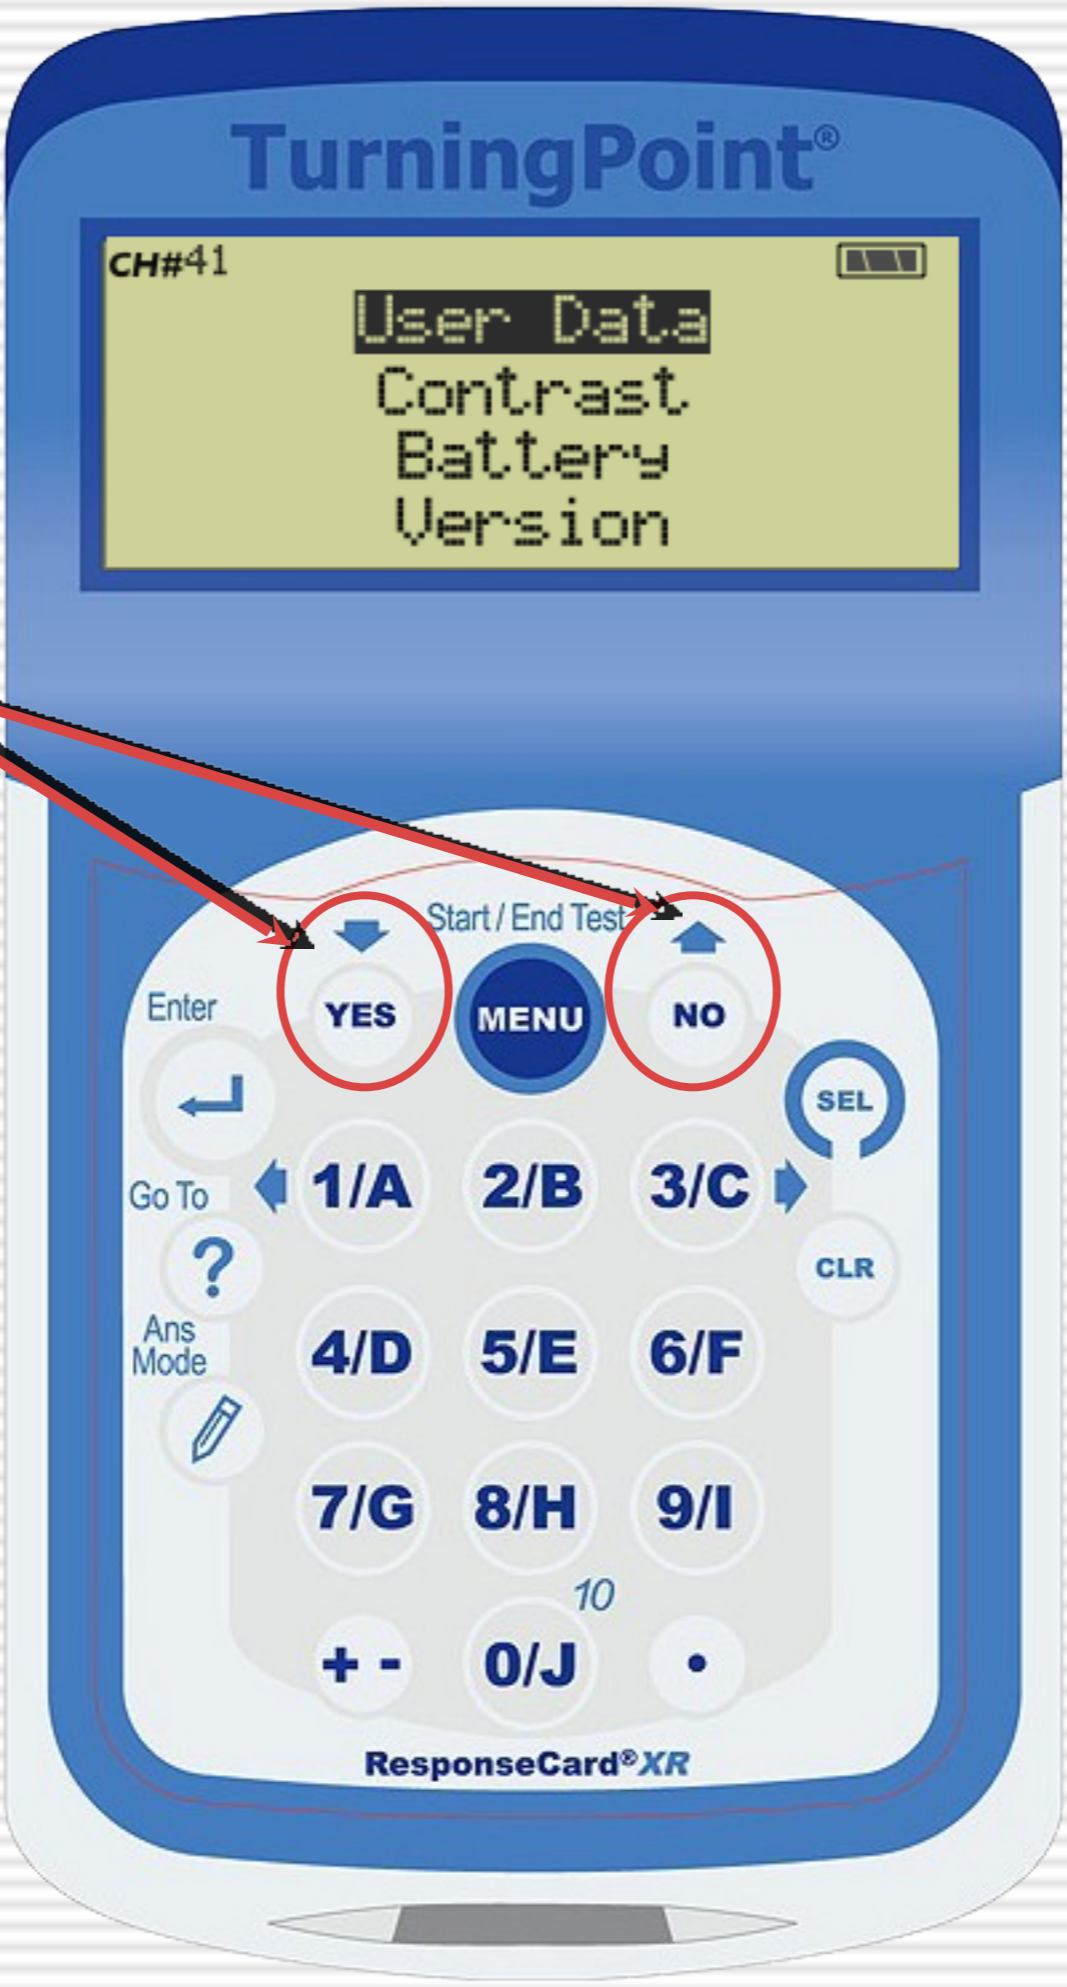 TurningPoint®
CH#41
User Data
Contrast
Battery
Version
Start / End Test
Enter
YES MENU NO
SEL
Go To
1/A 2/B 3/C
?
CLR
Ans
Mode
4/D 5/E 6/F
7/G 8/H 9/I
10
+ - 0/J •
ResponseCard®XR